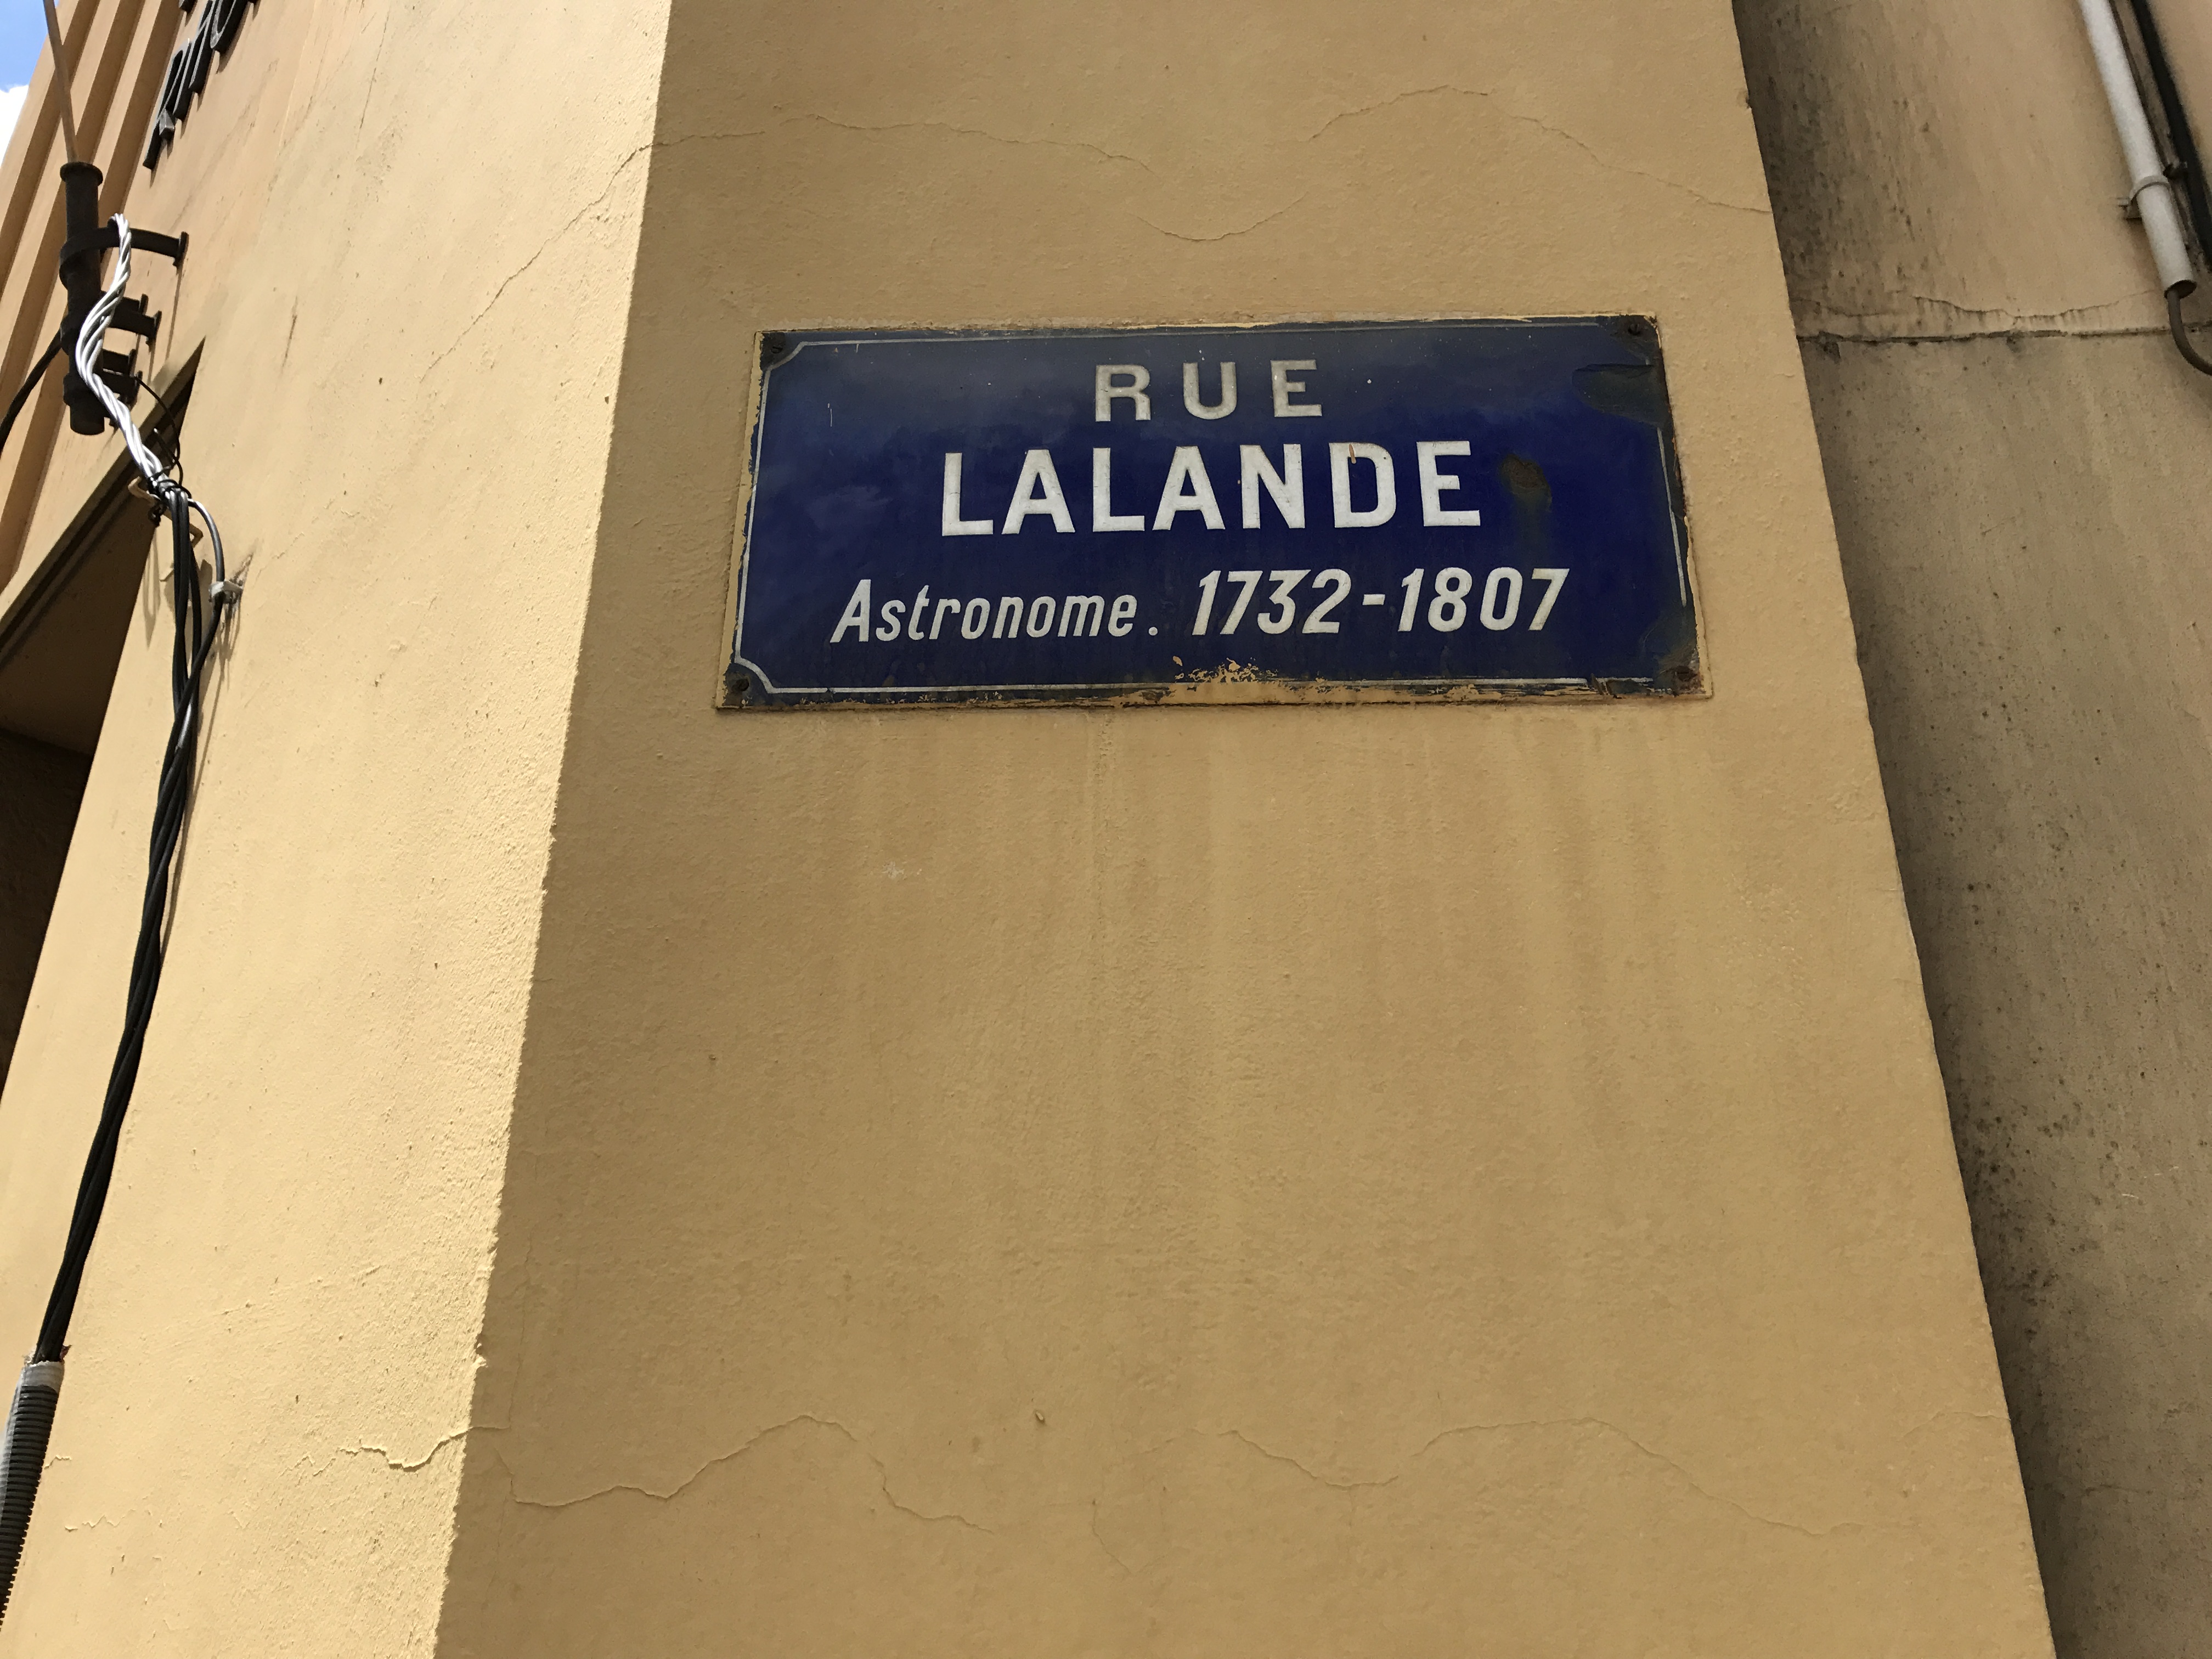 RUE
LALANDE
Astronome. 1732-1807